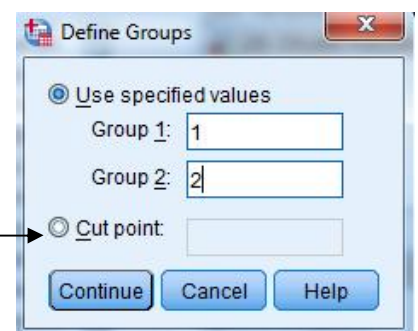 Define Groups
Use specified values
Group 1: 1
Group 2: 2
Cut point:
Continue Cancel Help